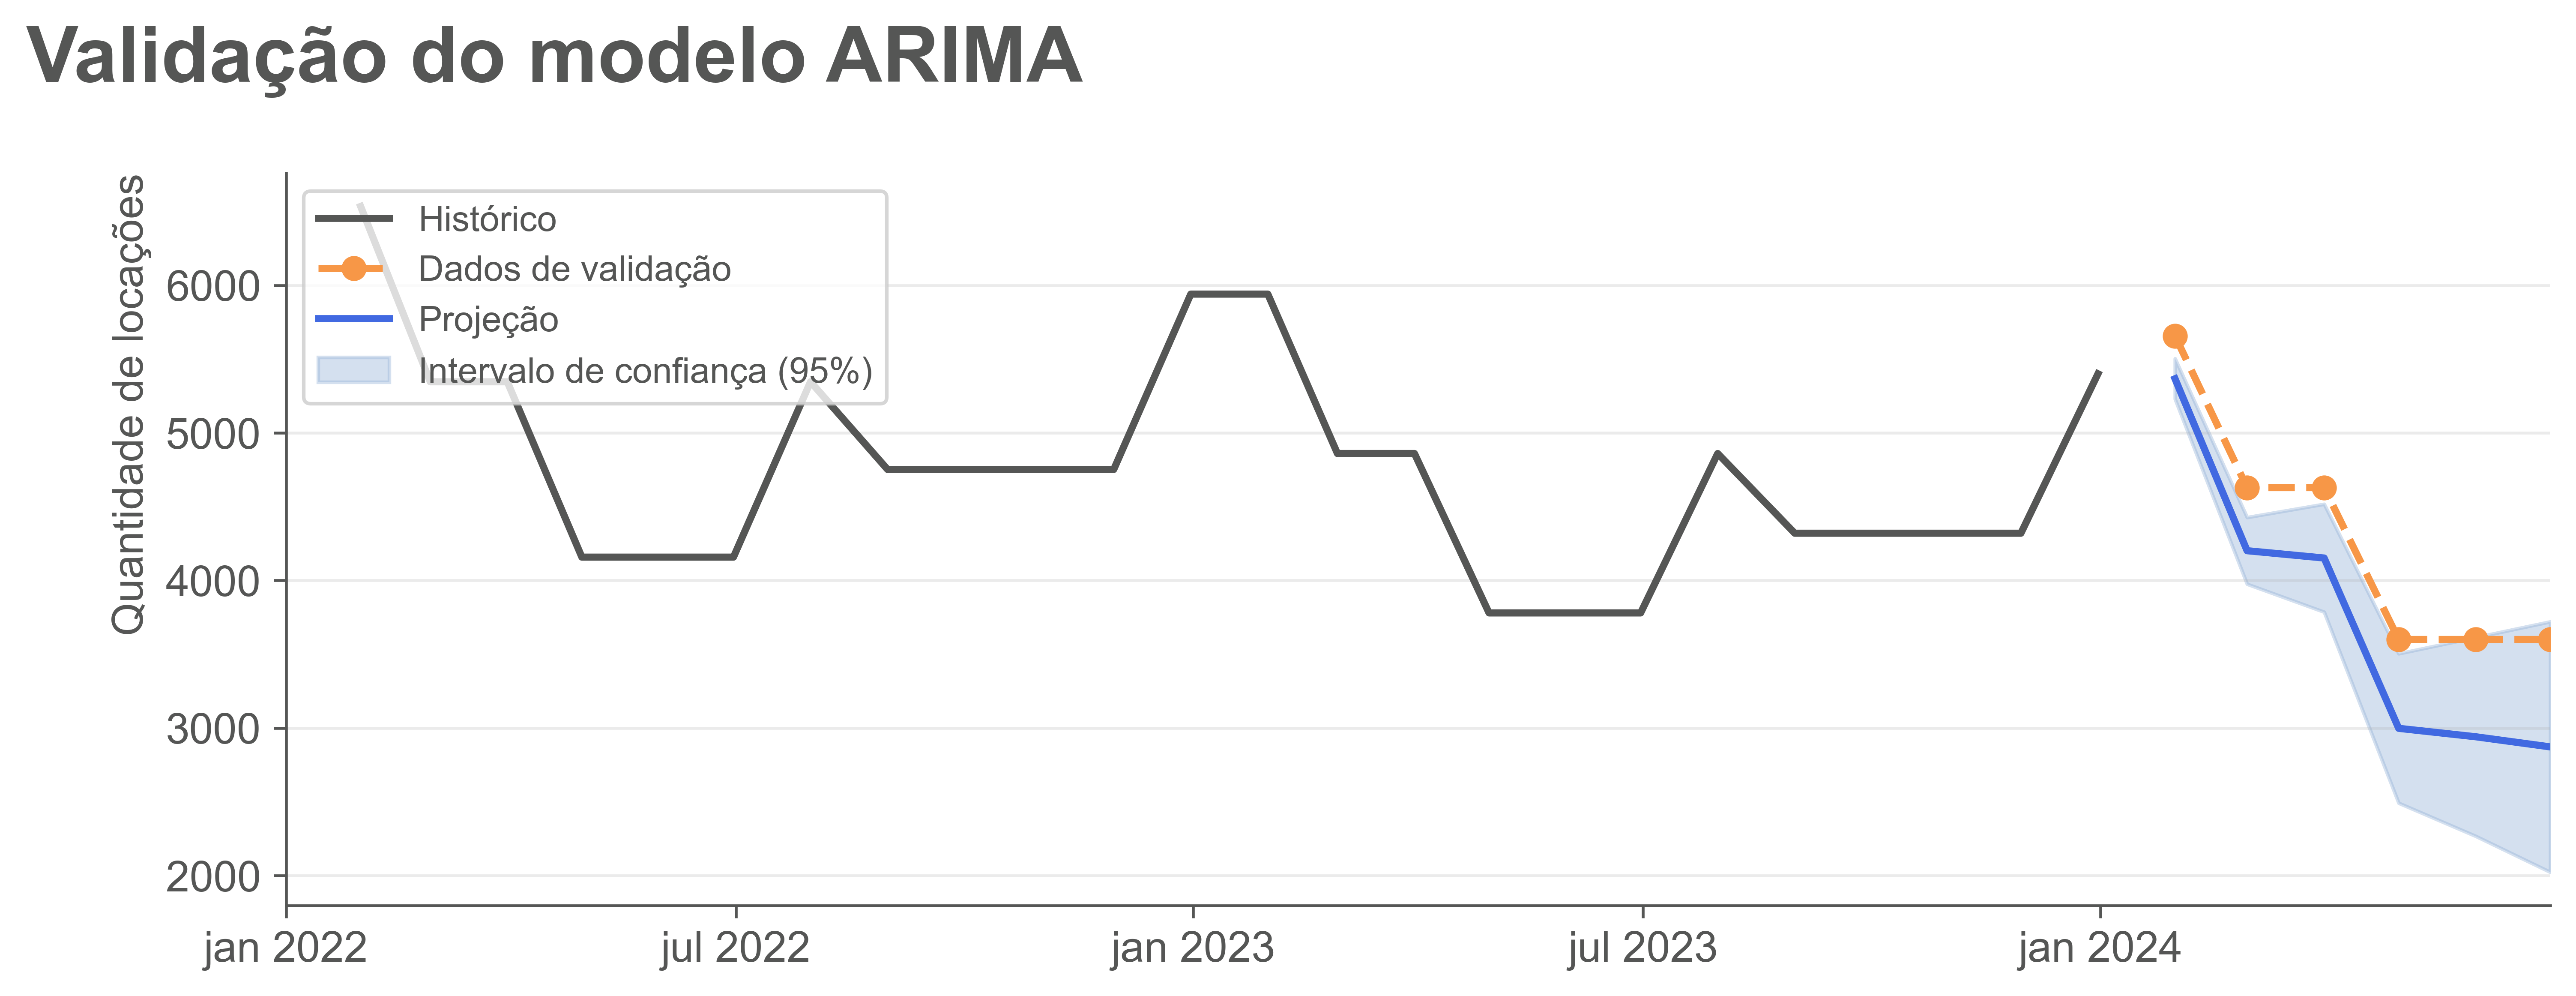 Validação do modelo ARIMA
Quantidade de locações
Histórico
Dados de validação
Projeção
Intervalo de confiança (95%)
6000
5000
4000
3000
2000
jan 2022
jul 2022
jan 2023
jul 2023
jan 2024